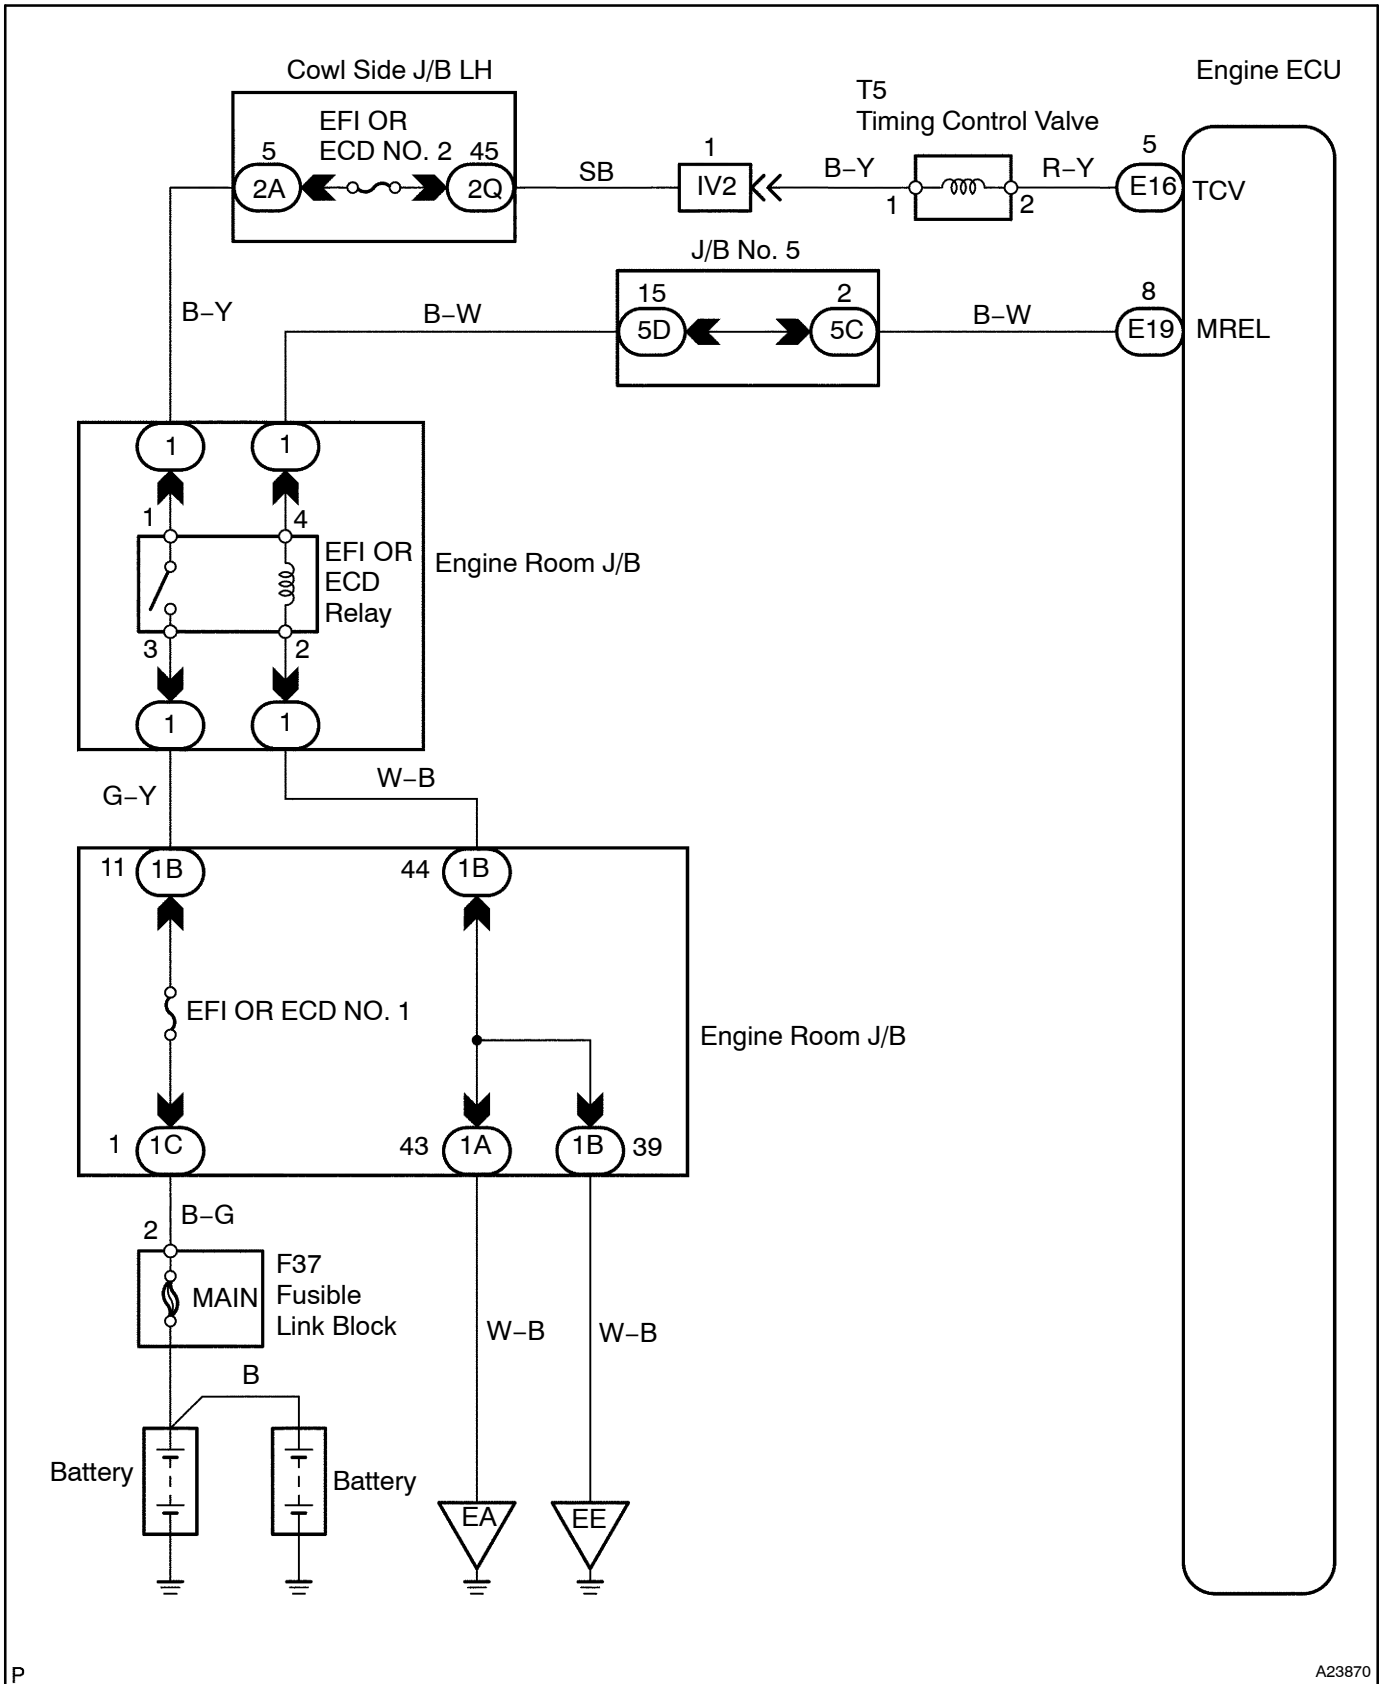 Cowl Side J/B LH
Engine ECU
T5
Timing Control Valve
EFI OR
ECD NO. 2
5
45
2A
2Q
SB
1
IV2
B–Y
1
2
R–Y
5
E16
TCV
J/B No. 5
15
2
5D
5C
B–Y
B–W
B–W
8
E19
MREL
1
1
1
4
EFI OR
ECD
Relay
Engine Room J/B
3
2
1
1
G–Y
W–B
11
1B
44
1B
EFI OR ECD NO. 1
Engine Room J/B
1
1C
43
1A
1B
39
B–G
2
MAIN
F37
Fusible
Link Block
W–B
W–B
B
Battery
Battery
EA
EE
P
A23870